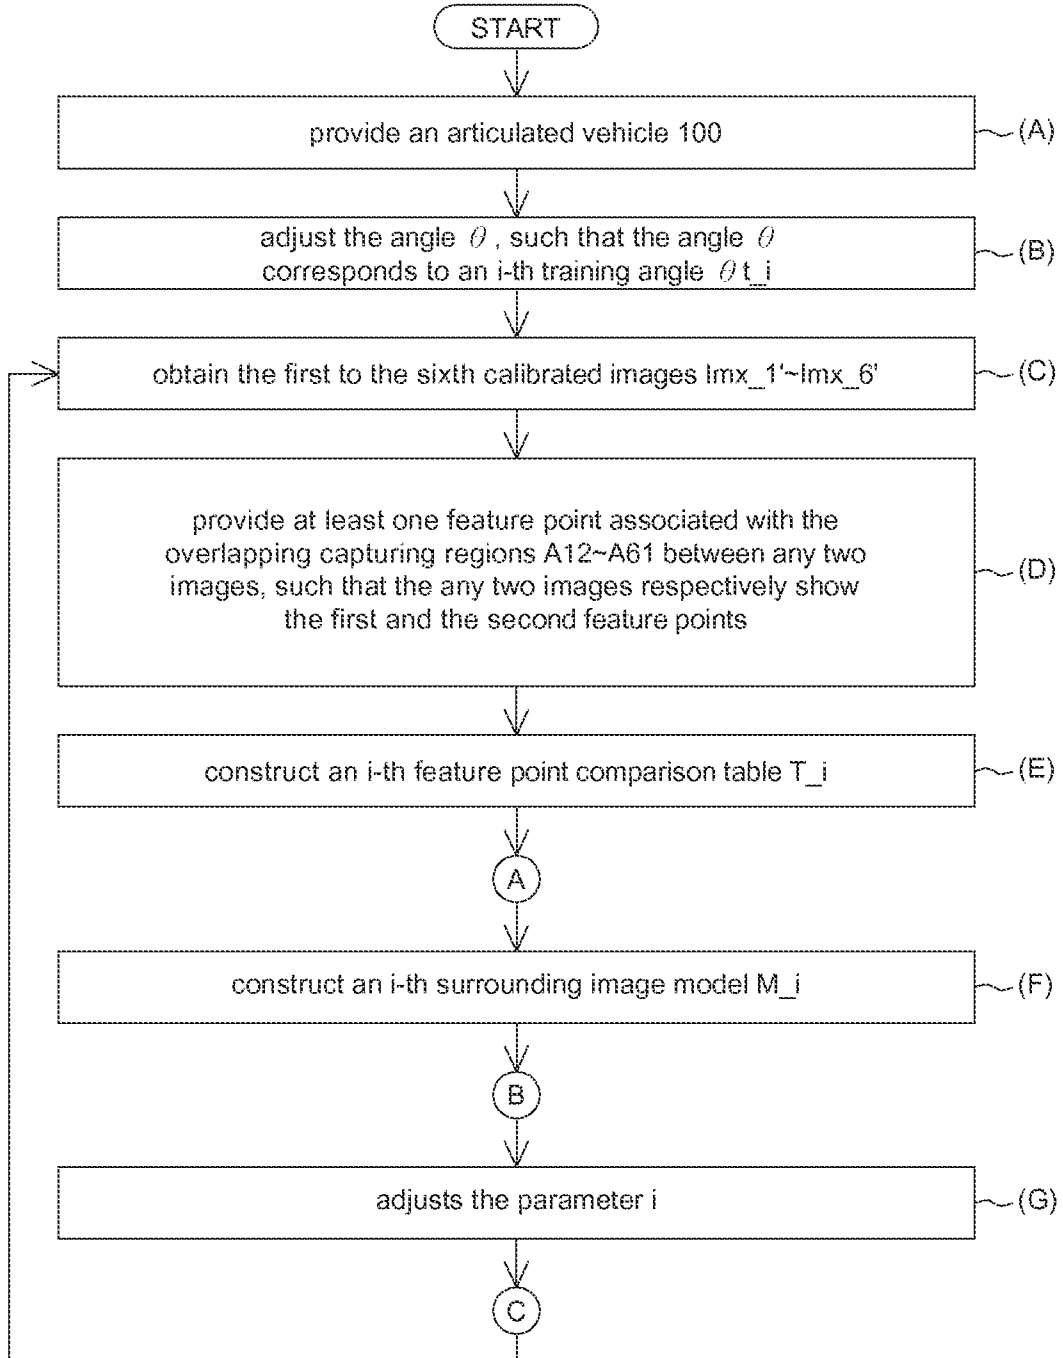 START
provide an articulated vehicle 100
(A)
adjust the angle θ , such that the angle θ
corresponds to an i-th training angle θ t_i
(B)
obtain the first to the sixth calibrated images Imx_1'~Imx_6'
(C)
provide at least one feature point associated with the
overlapping capturing regions A12~A61 between any two
images, such that the any two images respectively show
the first and the second feature points
(D)
construct an i-th feature point comparison table T_i
(E)
A
construct an i-th surrounding image model M_i
(F)
B
adjusts the parameter i
(G)
C